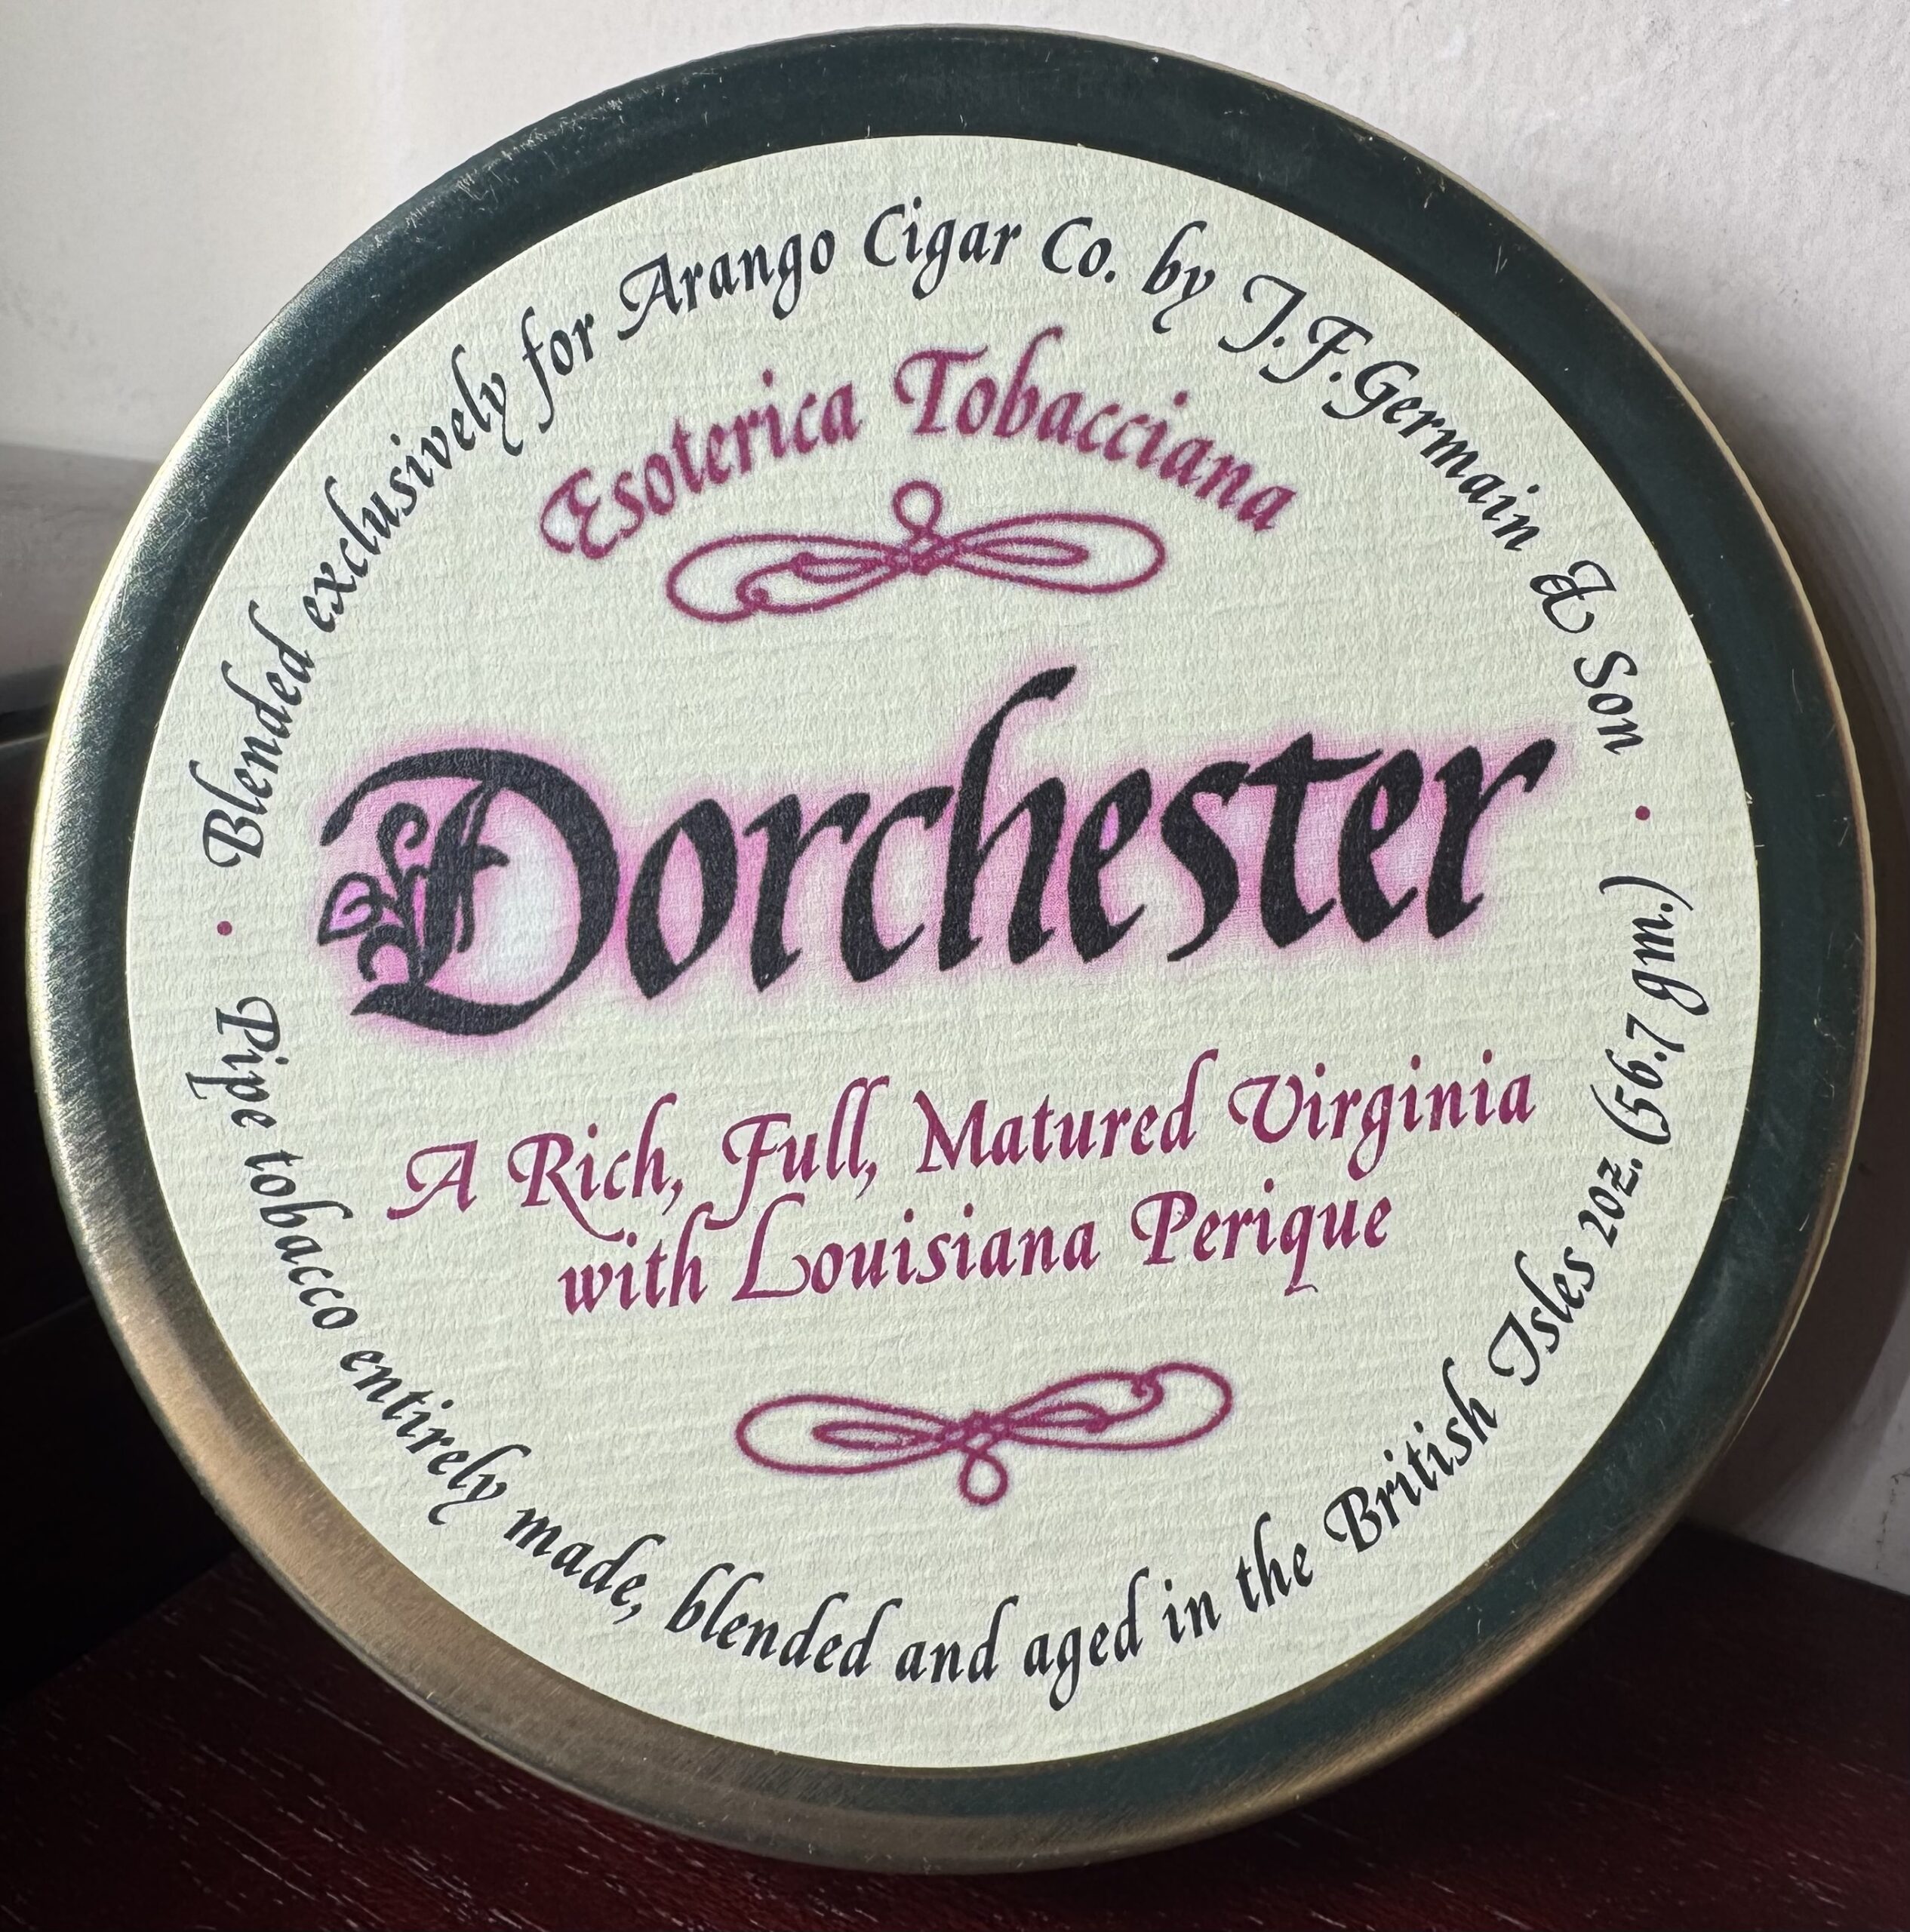 Blended exclusively for Arango Cigar Co. by J.F.Germain & Son
Esoterica Tobacciana
Dorchester
A Rich, Full, Matured Virginia
with Louisiana Perique
Pipe tobacco entirely made, blended and aged in the British Isles 2oz. (56.7 gm.)